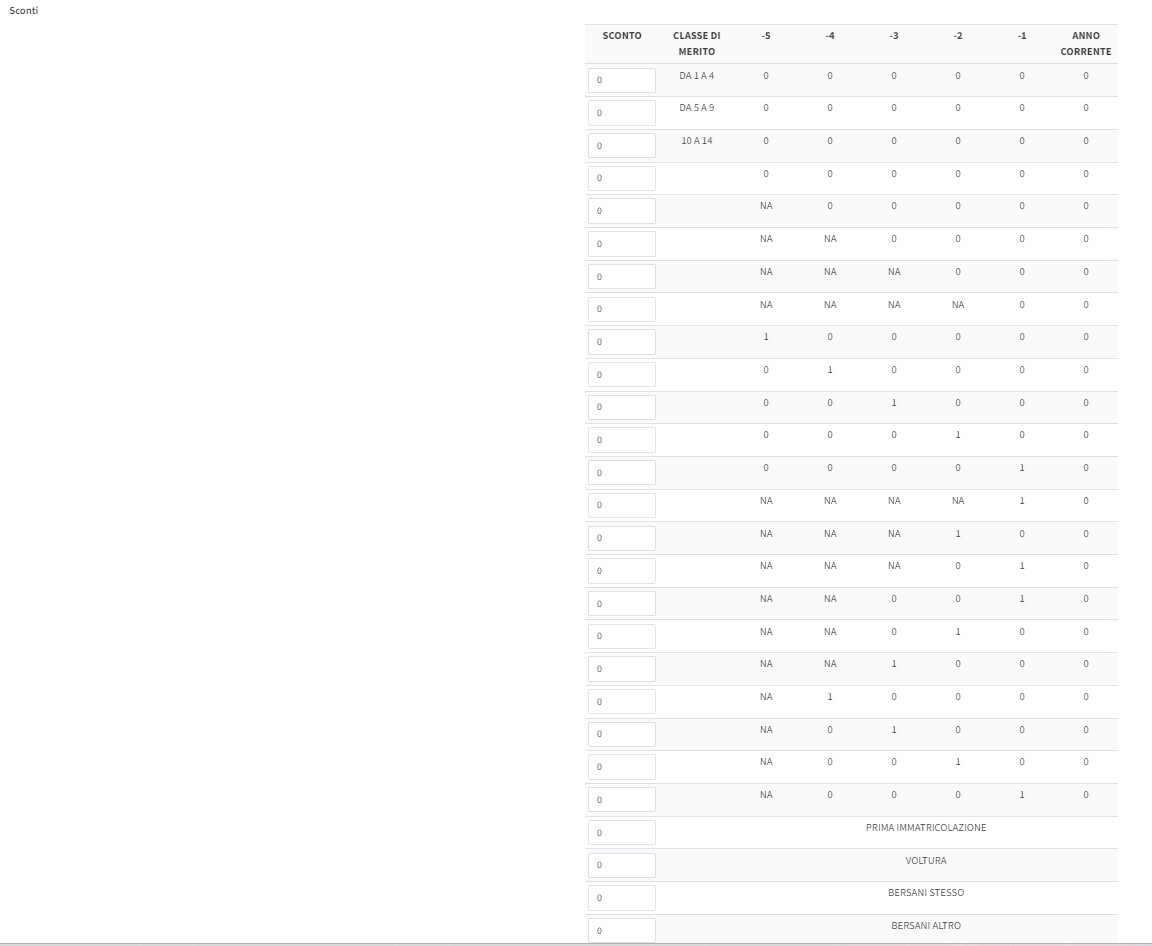 Sconti
SCONTO CLASSE DI MERITO -5 -4 -3 -2 -1 ANNO CORRENTE
0 DA 1 A 4 0 0 0 0 0 0
0 DA 5 A 9 0 0 0 0 0 0
0 10 A 14 0 0 0 0 0 0
0 0 0 0 0 0 0
0 NA 0 0 0 0 0
0 NA NA 0 0 0 0
0 NA NA NA 0 0 0
0 NA NA NA NA 0 0
0 1 0 0 0 0 0
0 0 1 0 0 0 0
0 0 0 1 0 0 0
0 0 0 0 1 0 0
0 0 0 0 0 1 0
0 NA NA NA NA 1 0
0 NA NA NA 1 0 0
0 NA NA NA 0 1 0
0 NA NA 0 0 1 0
0 NA NA 0 1 0 0
0 NA NA 1 0 0 0
0 NA 1 0 0 0 0
0 NA 0 1 0 0 0
0 NA 0 0 1 0 0
0 NA 0 0 0 1 0
0 PRIMA IMMATRICOLAZIONE
0 VOLTURA
0 BERSANI STESSO
0 BERSANI ALTRO